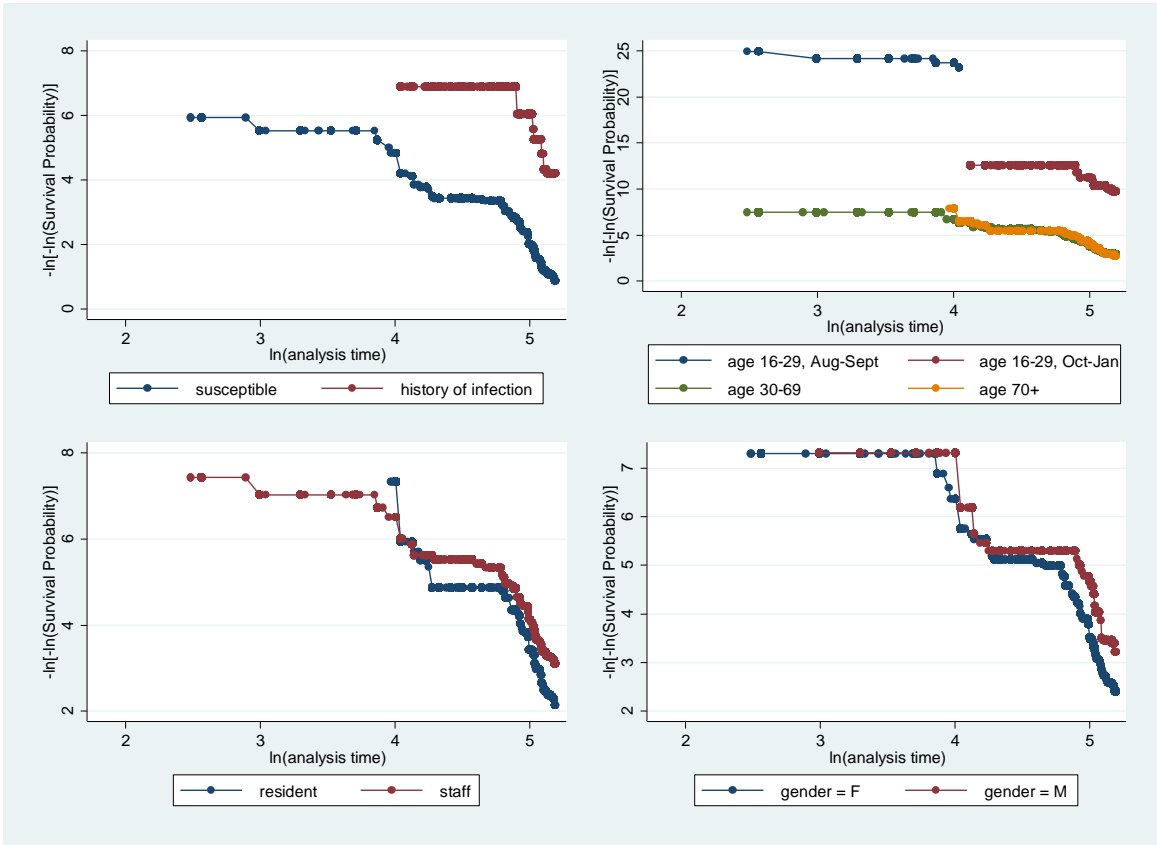 -ln[-ln(Survival Probability)]
8
6
4
2
0
2 3 4 5
ln(analysis time)
susceptible history of infection
-ln[-ln(Survival Probability)]
25
20
15
10
5
0
2 3 4 5
ln(analysis time)
age 16-29, Aug-Sept age 16-29, Oct-Jan
age 30-69 age 70+
-ln[-ln(Survival Probability)]
8
6
4
2
2 3 4 5
ln(analysis time)
resident staff
-ln[-ln(Survival Probability)]
7
6
5
4
3
2
2 3 4 5
ln(analysis time)
gender = F gender = M